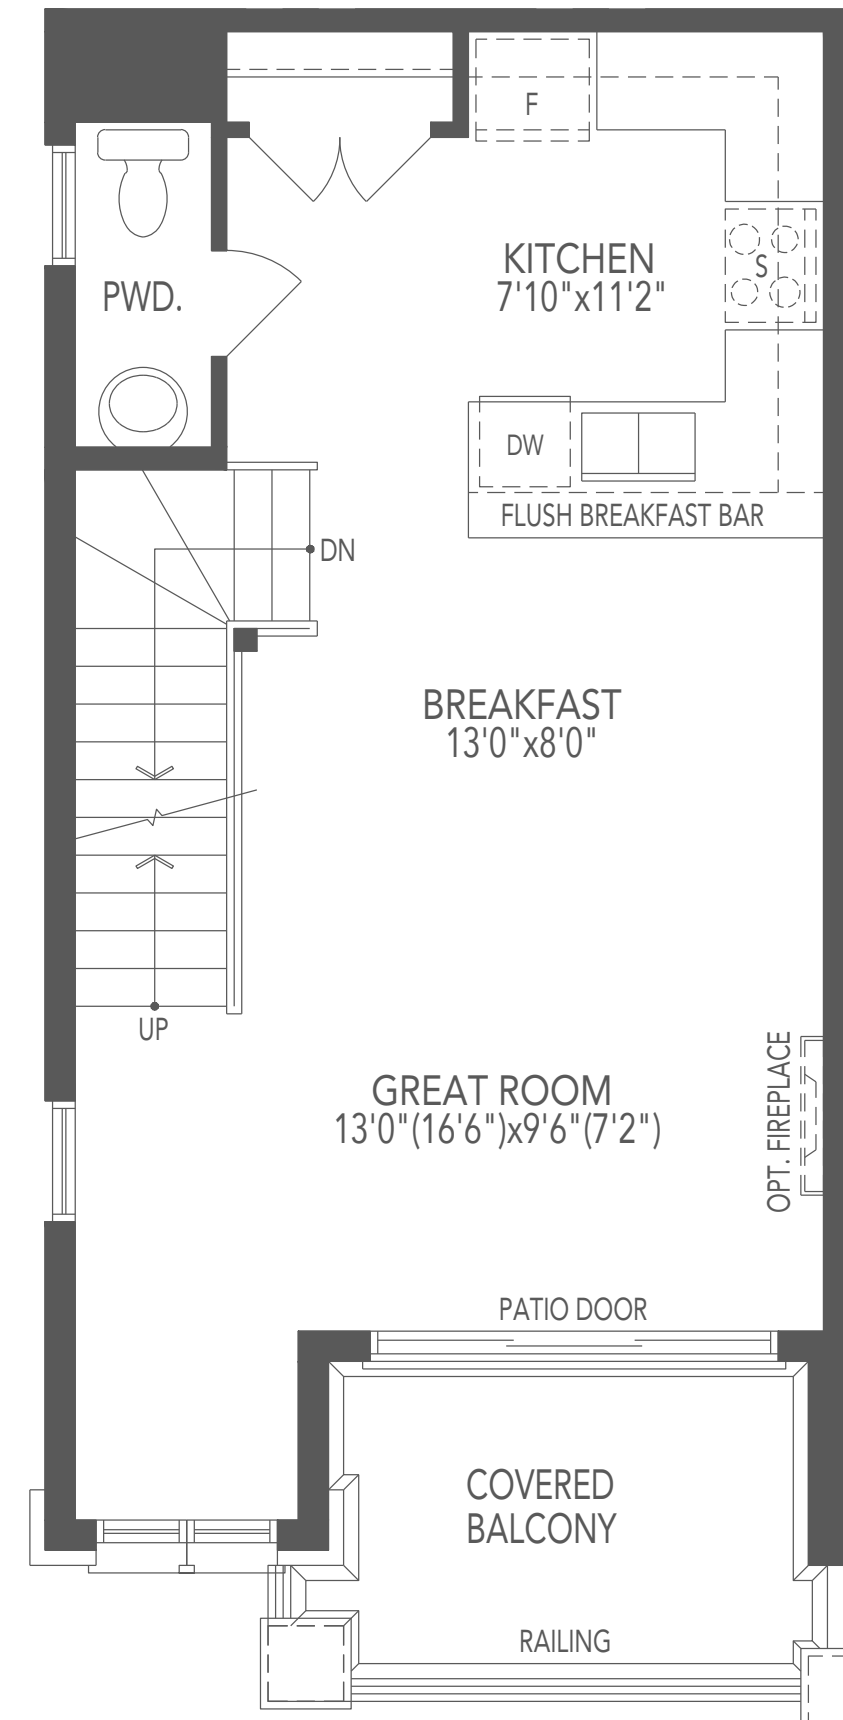 F
KITCHEN
7'10"x11'2"
S
PWD.
DW
FLUSH BREAKFAST BAR
DN
BREAKFAST
13'0"x8'0"
UP
GREAT ROOM
13'0"(16'6")x9'6"(7'2")
OPT. FIREPLACE
PATIO DOOR
COVERED
BALCONY
RAILING